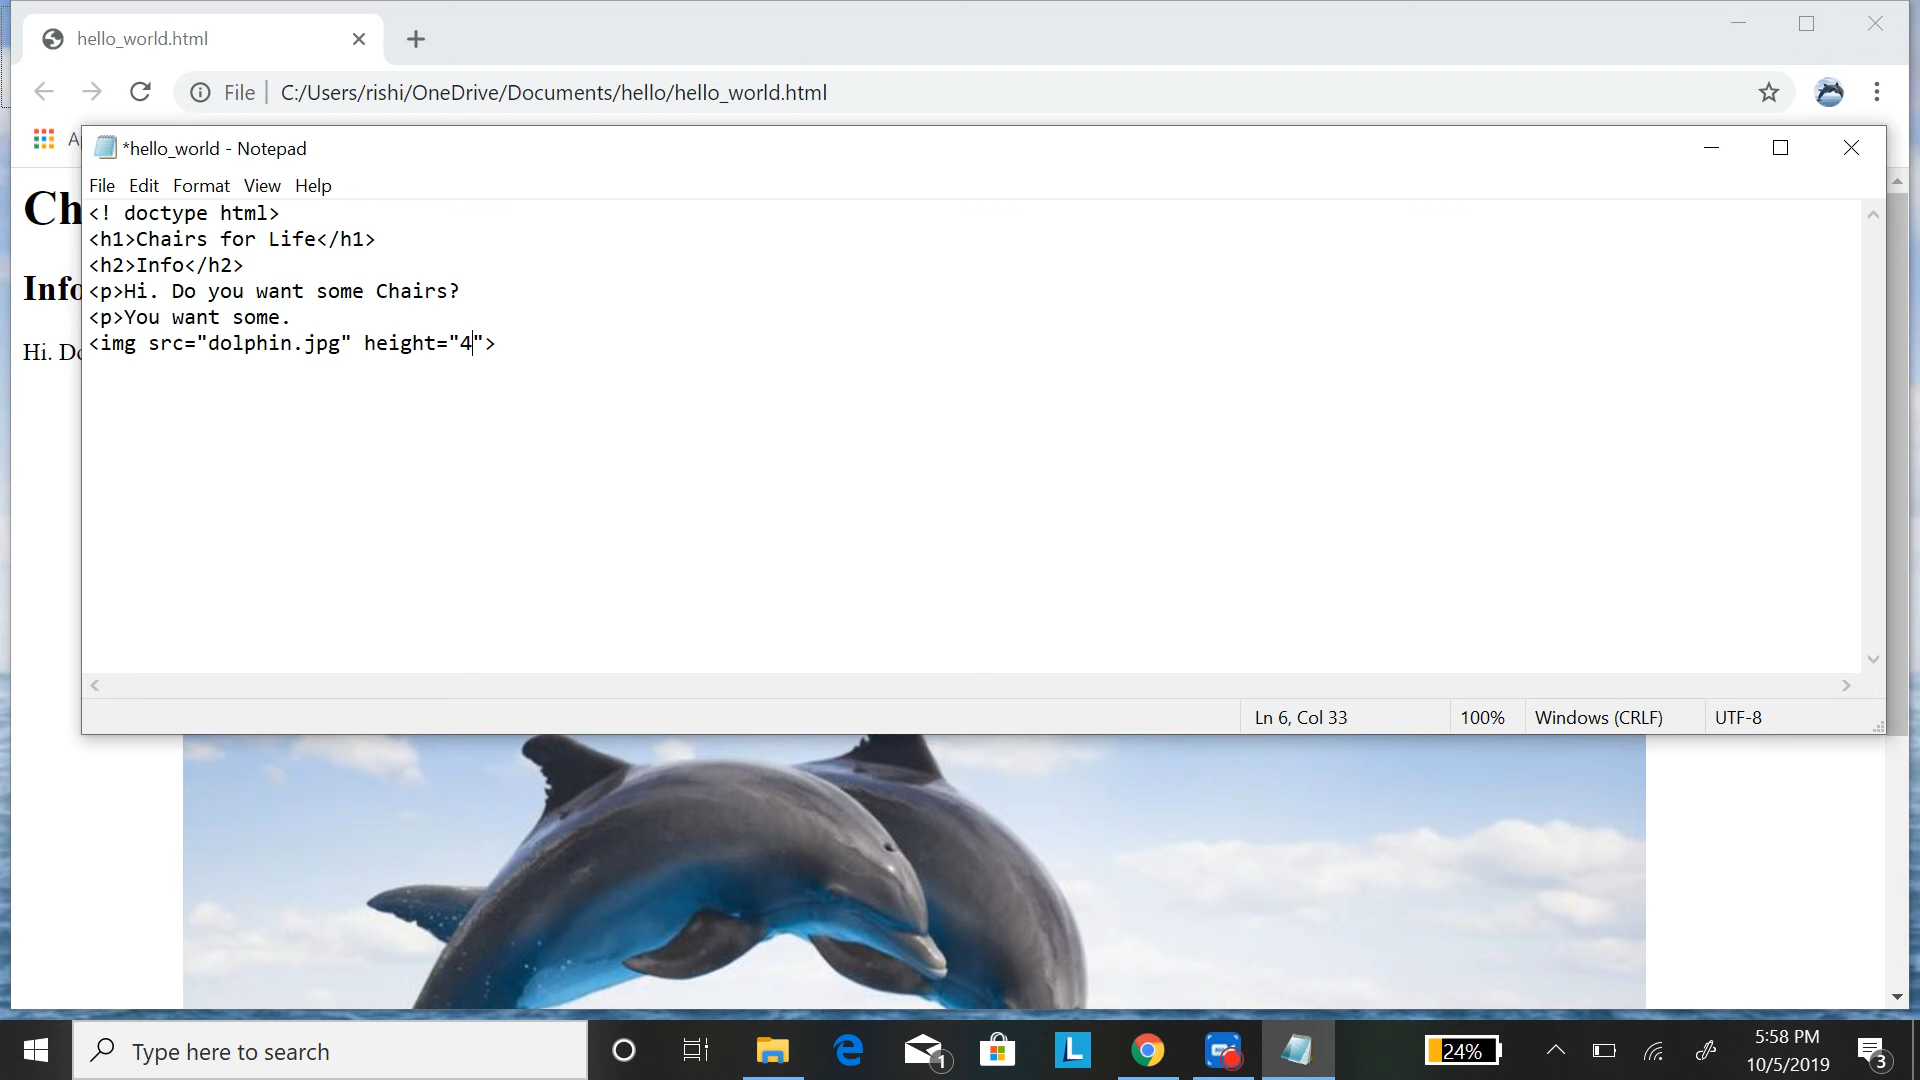 hello_world.html
File
C:/Users/rishi/OneDrive/Documents/hello/hello_world.html
*hello_world - Notepad
File Edit Format View Help
<! doctype html>
<h1>Chairs for Life</h1>
<h2>Info</h2>
<p>Hi. Do you want some Chairs?
<p>You want some.
<img src="dolphin.jpg" height="4">
Ch
Info
Hi. Do
Ln 6, Col 33
100%
Windows (CRLF)
UTF-8
Type here to search
1
L
24%
5:58 PM
10/5/2019
3